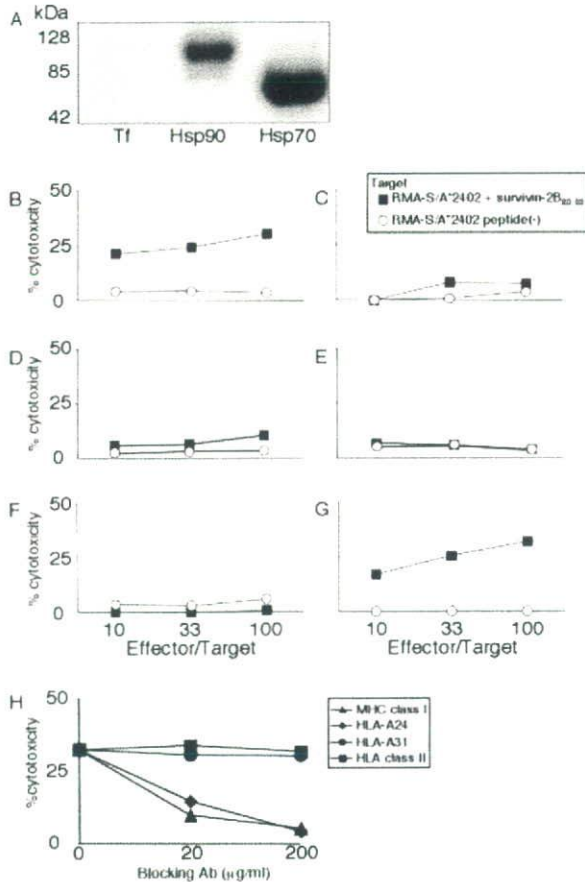 A kDa
128
85
42
Tf Hsp90 Hsp70
Target
RMA-S/A*2402 + survivin-2B
RMA-S/A*2402 peptide(-)
B 50
25
0
% cytotoxicity
C
D 50
25
0
% cytotoxicity
E
F 50
25
0
% cytotoxicity
G
10 33 100
Effector/Target
10 33 100
Effector/Target
H 50
25
0
%cytotoxicity
0 20 200
Blocking Ab (μg/ml)
MHC class I
HLA-A24
HLA-A31
HLA class II